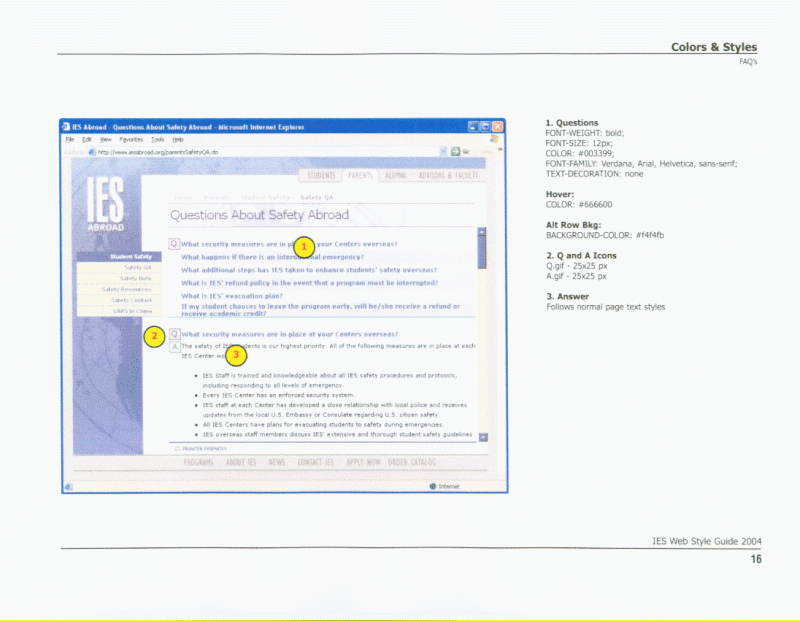 Colors & Styles
FAQ's
IES Abroad - Questions About Safety Abroad - Microsoft Internet Explorer
File Edit View Favorites Tools Help
http://www.iesabroad.org/parentsSafetyQA.do
Go
STUDENTS PARENTS ALUMNI ADVISORS & FACULTY
IES
ABROAD
Home Parents Student Safety Safety QA
Questions About Safety Abroad
Student Safety
Safety QA
Safety Data
Safety Resources
Safety Contact
SARS in China
Q What security measures are in pl 1 your Centers overseas?
What happens if there is an international emergency?
What additional steps has IES taken to enhance students' safety overseas?
What is IES' refund policy in the event that a program must be interrupted?
What is IES' evacuation plan?
If my student chooses to leave the program early, will he/she receive a refund or
receive academic credit?
2
Q What security measures are in place at your Centers overseas?
A The safety of IES students is our highest priority. All of the following measures are in place at each
IES Center 3
• IES Staff is trained and knowledgeable about all IES safety procedures and protocols,
including responding to all levels of emergency.
• Every IES Center has an enforced security system.
• IES staff at each Center has developed a close relationship with local police and receives
updates from the local U.S. Embassy or Consulate regarding U.S. citizen safety
• All IES Centers have plans for evacuating students to safety during emergencies.
• IES overseas staff members discuss IES' extensive and thorough student safety guidelines
PRINTER FRIENDLY
PROGRAMS ABOUT IES NEWS CONTACT IES APPLY NOW ORDER CATALOG
Internet
1. Questions
FONT-WEIGHT: bold;
FONT-SIZE: 12px;
COLOR: #003399;
FONT-FAMILY: Verdana, Arial, Helvetica, sans-serif;
TEXT-DECORATION: none
Hover:
COLOR: #666600
Alt Row Bkg:
BACKGROUND-COLOR: #f4f4fb
2. Q and A Icons
Q.gif - 25x25 px
A.gif - 25x25 px
3. Answer
Follows normal page text styles
IES Web Style Guide 2004
16